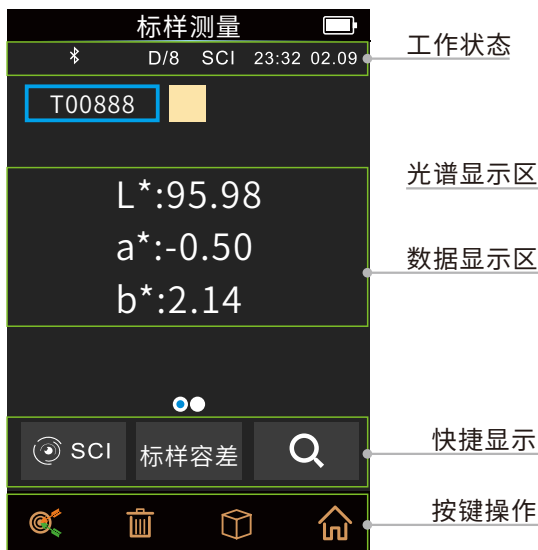 标样测量
D/8 SCI 23:32 02.09
工作状态
T00888
光谱显示区
L*:95.98
a*:-0.50
数据显示区
b*:2.14
快捷显示
SCI 标样容差
按键操作